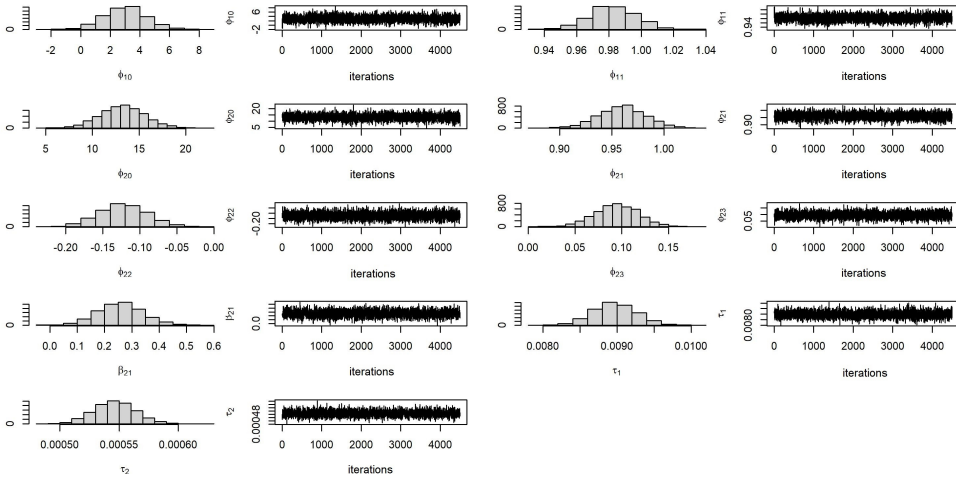 0 -2 0 2 4 6 8
ϕ10
ϕ10 -2 6
0 1000 2000 3000 4000
iterations
0 0.94 0.96 0.98 1.00 1.02 1.04
ϕ11
ϕ11 0.94
0 1000 2000 3000 4000
iterations
0 5 10 15 20
ϕ20
ϕ20 5 20
0 1000 2000 3000 4000
iterations
0 800 0.90 0.95 1.00
ϕ21
ϕ21 0.90
0 1000 2000 3000 4000
iterations
0 -0.20 -0.15 -0.10 -0.05 0.00
ϕ22
ϕ22 -0.20
0 1000 2000 3000 4000
iterations
0 800 0.00 0.05 0.10 0.15
ϕ23
ϕ23 0.05
0 1000 2000 3000 4000
iterations
0 0.0 0.1 0.2 0.3 0.4 0.5 0.6
β21
β21 0.0
0 1000 2000 3000 4000
iterations
0 0.0080 0.0090 0.0100
τ1
τ1 0.0080
0 1000 2000 3000 4000
iterations
0 0.00050 0.00055 0.00060
τ2
τ2 0.00048
0 1000 2000 3000 4000
iterations